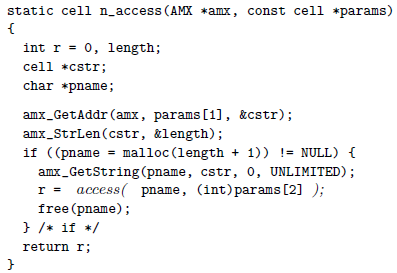 static cell n_access(AMX *amx, const cell *params)
{
  int r = 0, length;
  cell *cstr;
  char *pname;

  amx_GetAddr(amx, params[1], &cstr);
  amx_StrLen(cstr, &length);
  if ((pname = malloc(length + 1)) != NULL) {
    amx_GetString(pname, cstr, 0, UNLIMITED);
    r = access( pname, (int)params[2] );
    free(pname);
  } /* if */
  return r;
}